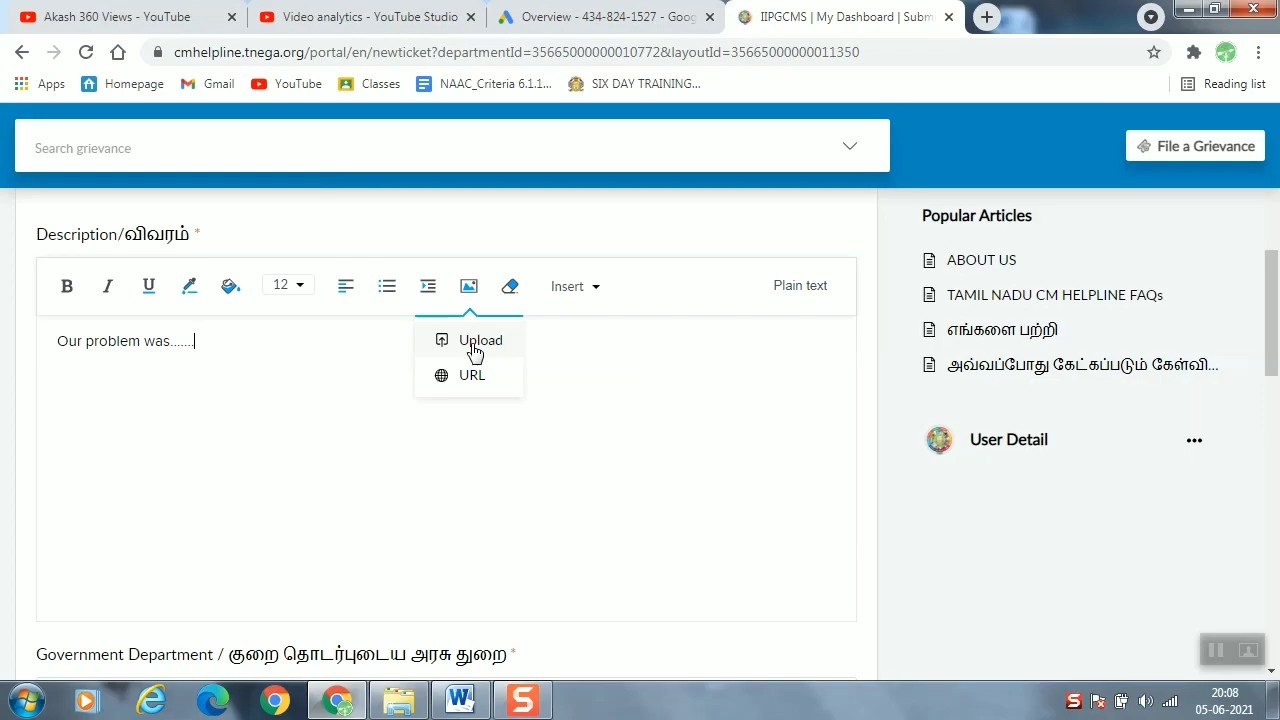 Akash 360 Views - YouTube
Video analytics - YouTube Studio
Overview - 434-824-1527 - Goog
IIPGCMS | My Dashboard | Subm
cmhelpline.tnega.org/portal/en/newticket?departmentId=35665000000010772&layoutId=35665000000011350
Apps
Homepage
Gmail
YouTube
Classes
NAAC_Criteria 6.1.1...
SIX DAY TRAINING...
Reading list
Search grievance
File a Grievance
Description/விவரம் *
B I U 12 Insert Plain text
Our problem was.......
Upload
URL
Government Department / குறை தொடர்புடைய அரசு துறை *
Popular Articles
ABOUT US
TAMIL NADU CM HELPLINE FAQs
எங்களை பற்றி
அவ்வப்போது கேட்கப்படும் கேள்வி...
User Detail
20:08
05-06-2021